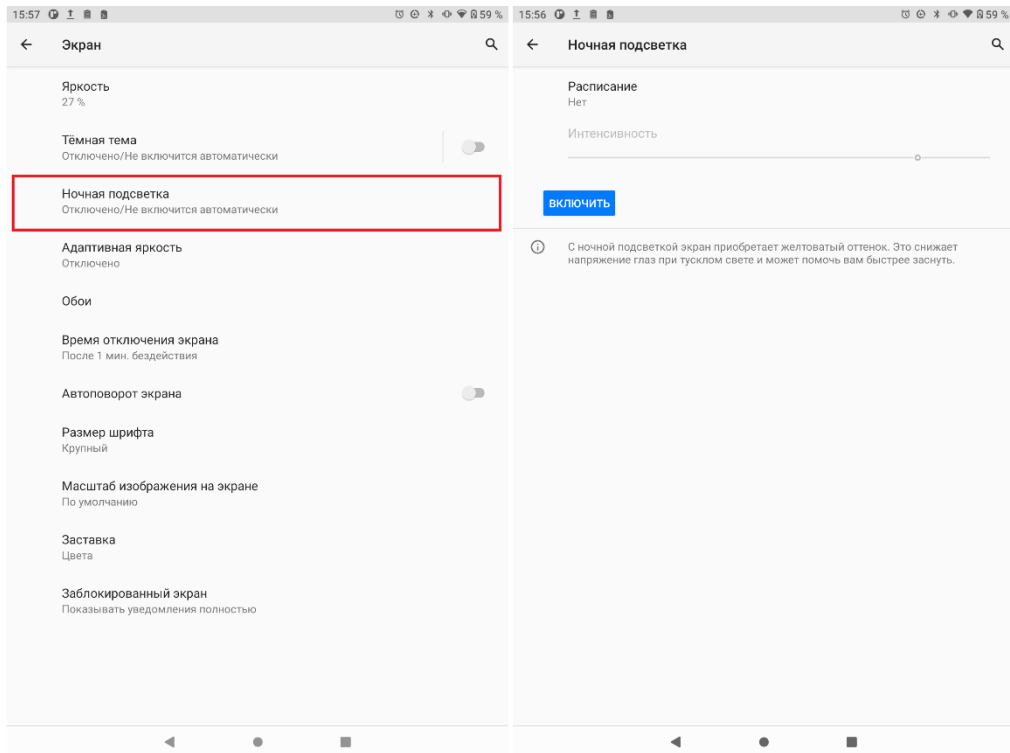 15:57
59 %
Экран
Яркость
27 %
Тёмная тема
Отключено/Не включится автоматически
Ночная подсветка
Отключено/Не включится автоматически
Адаптивная яркость
Отключено
Обои
Время отключения экрана
После 1 мин. бездействия
Автоповорот экрана
Размер шрифта
Крупный
Масштаб изображения на экране
По умолчанию
Заставка
Цвета
Заблокированный экран
Показывать уведомления полностью
15:56
59 %
Ночная подсветка
Расписание
Нет
Интенсивность
ВКЛЮЧИТЬ
С ночной подсветкой экран приобретает желтоватый оттенок. Это снижает
напряжение глаз при тусклом свете и может помочь вам быстрее заснуть.